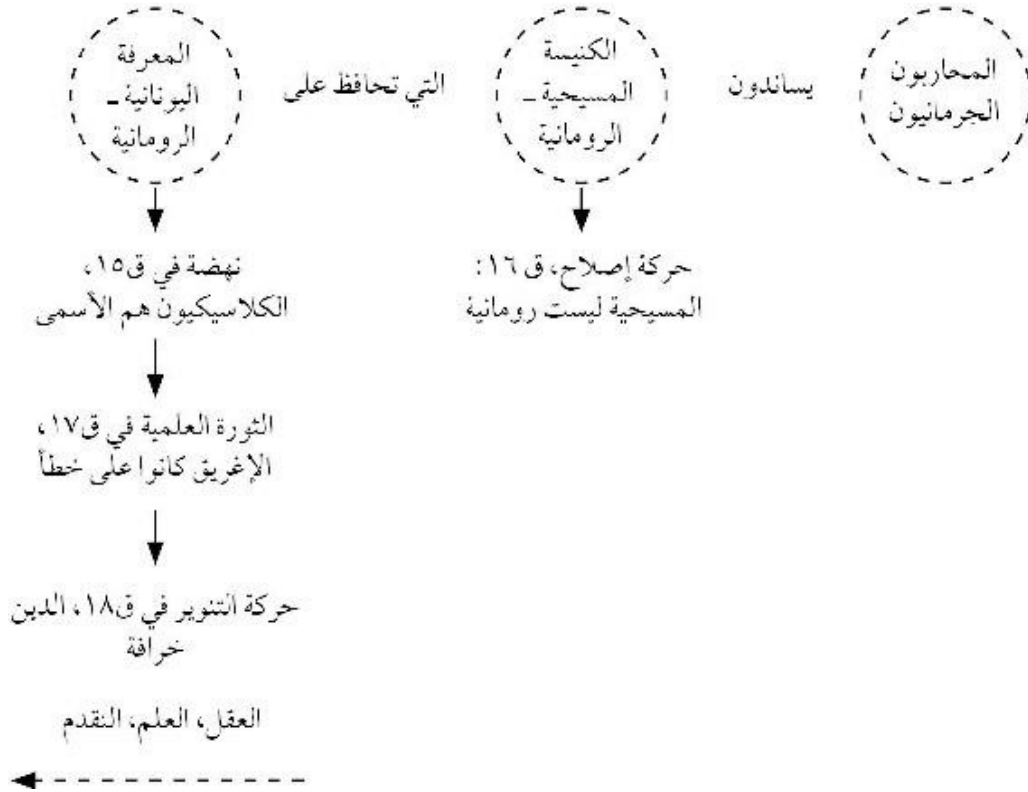 المحاربون
الجرمانيون
يساندون
الكنيسة
المسيحية –
الرومانية
التي تحافظ على
المعرفة
اليونانية –
الرومانية
حركة إصلاح، ق ١٦:
المسيحية ليست رومانية
نهضة في ق١٥،
الكلاسيكيون هم الأسمى
الثورة العلمية في ق١٧،
الإغريق كانوا على خطأ
حركة التنوير في ق١٨، الدين
خرافة
العقل، العلم، التقدم